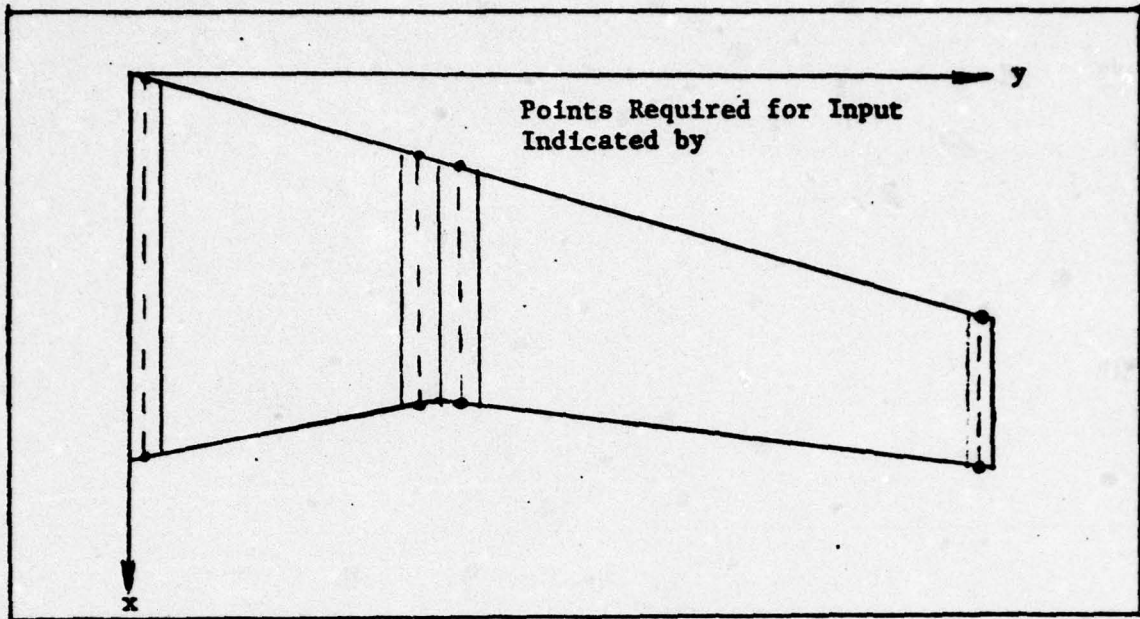 y
Points Required for Input
Indicated by
x